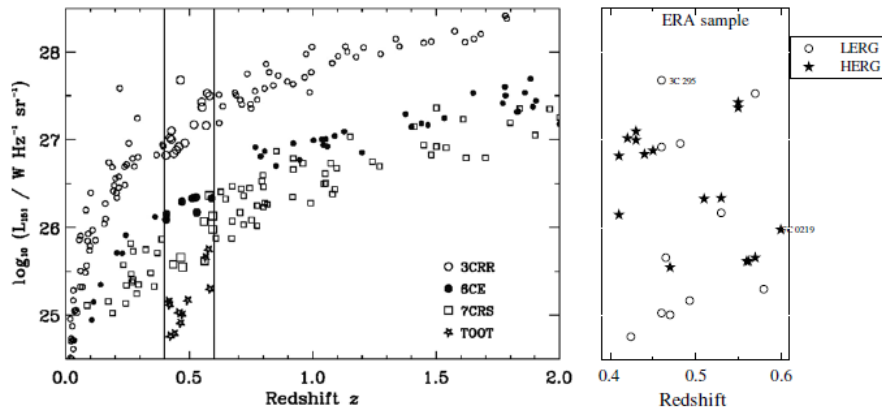 ERA sample
LERG
HERG
28
27
26
25
log₁₀ (L₁₅₁ / W Hz⁻¹ sr⁻¹)
3C 295
3CRR
6CE
7CRS
TOOT
0.0 0.5 1.0 1.5 2.0
Redshift z
0.4 0.5 0.6
Redshift